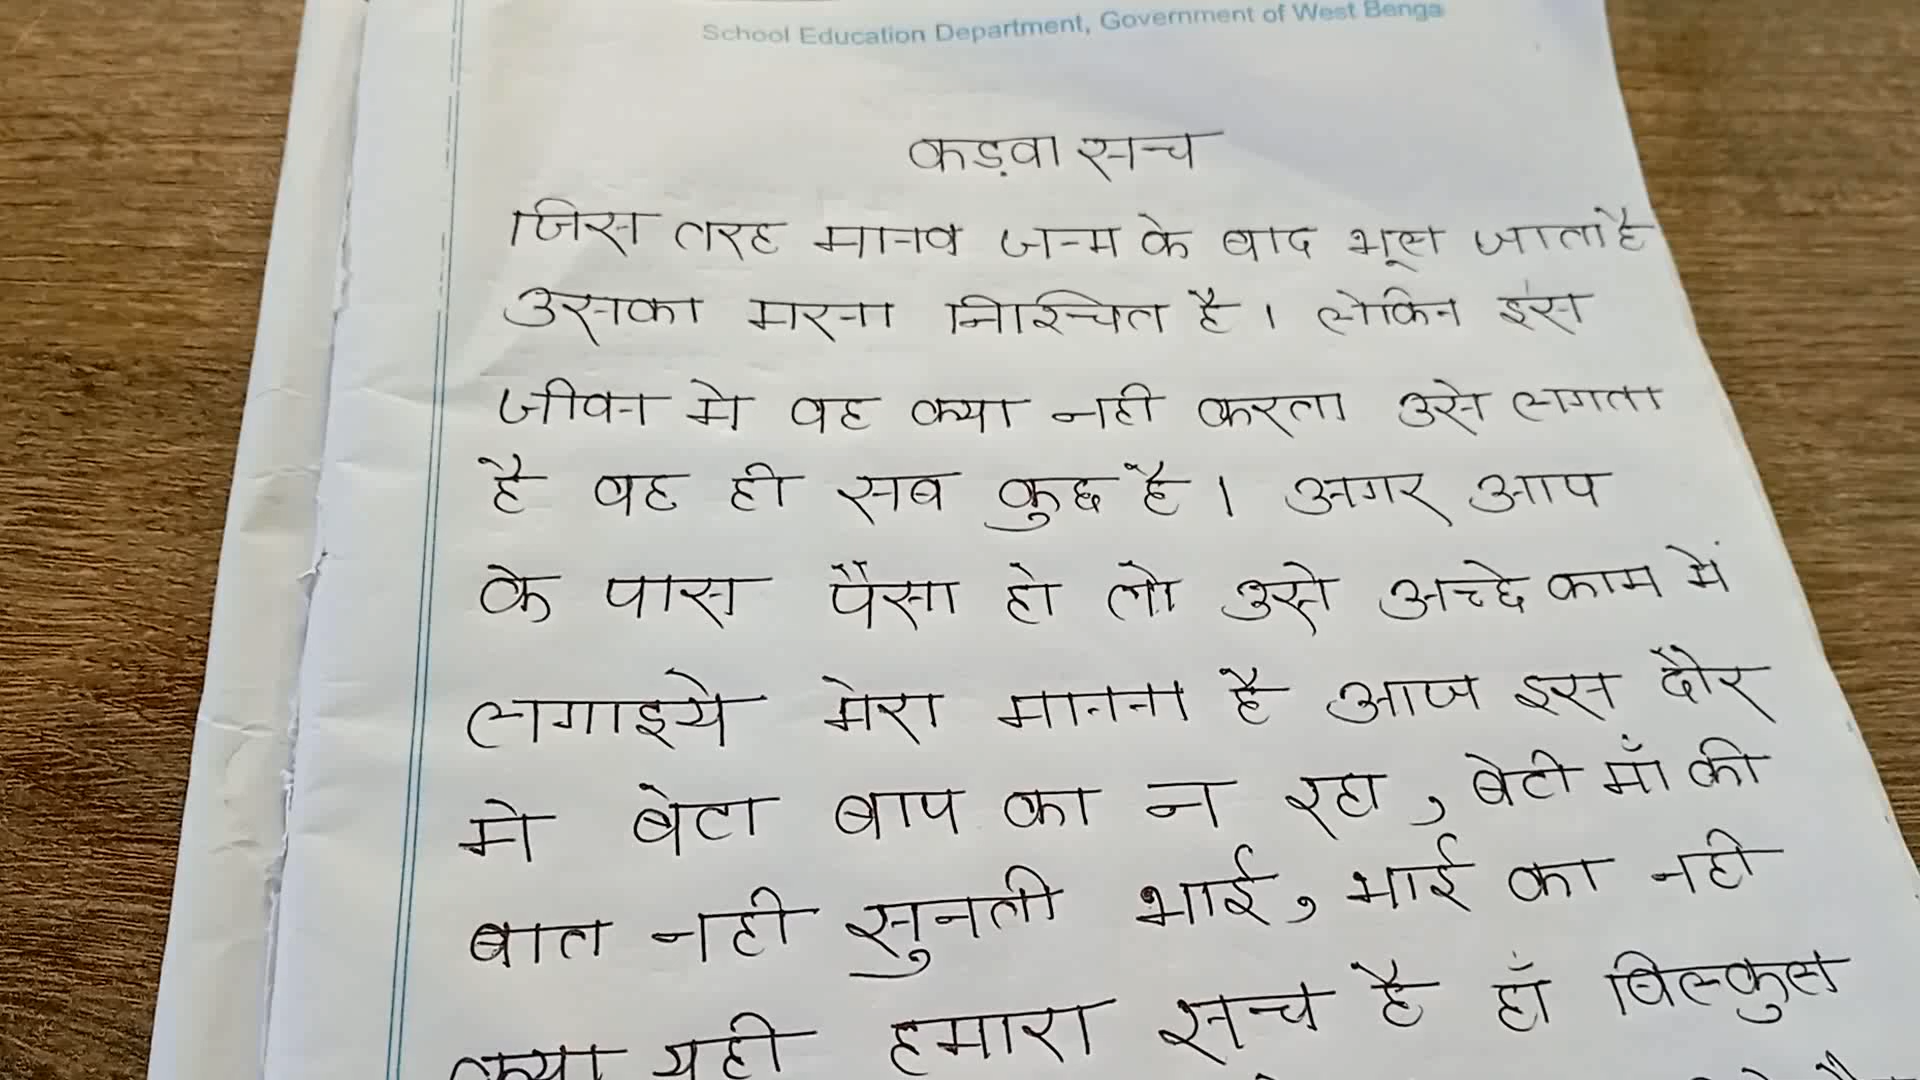 School Education Department, Government of West Benga
कड़वा सच
जिस तरह मानव जन्म के बाद भूल जाता है
उसका मरना निश्चित है । लेकिन इस
जीवन मे वह क्या नही करता उसे लगता
है वह ही सब कुछ है । अगर आप
के पास पैसा हो तो उसे अच्छे काम में
लगाइये मेरा मानना है आज इस दौर
मे बेटा बाप का न रहा , बेटी माँ की
बात नही सुनती भाई, भाई का नही
क्या यही हमारा सच है हाँ बिल्कुल